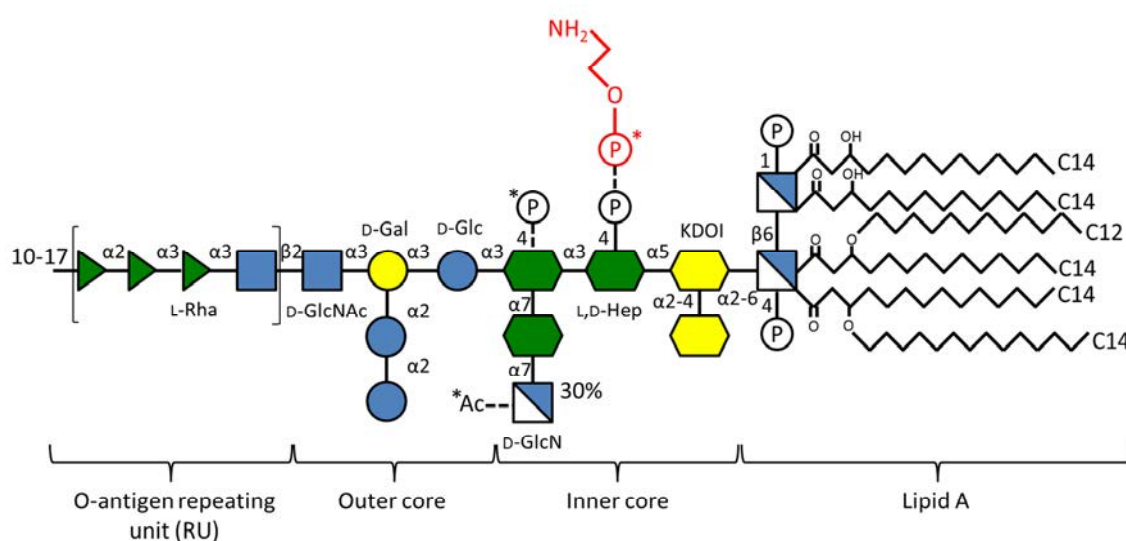 NH2
O
P *
P
* P
P
O OH
C14
1
O OH
C14
C12
D-Gal
D-Glc
KDOI
10-17
α2
α3
α3
β2
α3
α3
α3
4
α3
4
α5
β6
O
C14
L-Rha
D-GlcNAc
α2
α7
L,D-Hep
α2-4
α2-6
4
P
O
O
O
C14
C14
α2
α7
*Ac
30%
D-GlcN
O-antigen repeating
unit (RU)
Outer core
Inner core
Lipid A